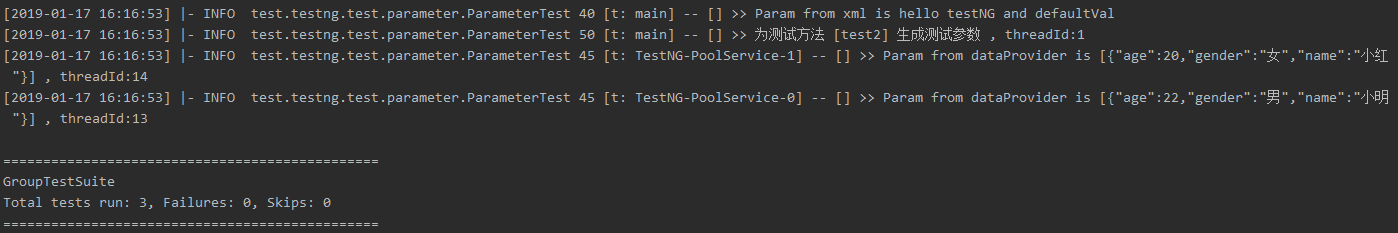 [2019-01-17 16:16:53] |- INFO  test.testng.test.parameter.ParameterTest 40 [t: main] -- [] >> Param from xml is hello testNG and defaultVal
[2019-01-17 16:16:53] |- INFO  test.testng.test.parameter.ParameterTest 50 [t: main] -- [] >> 为测试方法 [test2] 生成测试参数 , threadId:1
[2019-01-17 16:16:53] |- INFO  test.testng.test.parameter.ParameterTest 45 [t: TestNG-PoolService-1] -- [] >> Param from dataProvider is [{"age":20,"gender":"女","name":"小红
"}] , threadId:14
[2019-01-17 16:16:53] |- INFO  test.testng.test.parameter.ParameterTest 45 [t: TestNG-PoolService-0] -- [] >> Param from dataProvider is [{"age":22,"gender":"男","name":"小明
"}] , threadId:13
===============================================
GroupTestSuite
Total tests run: 3, Failures: 0, Skips: 0
===============================================